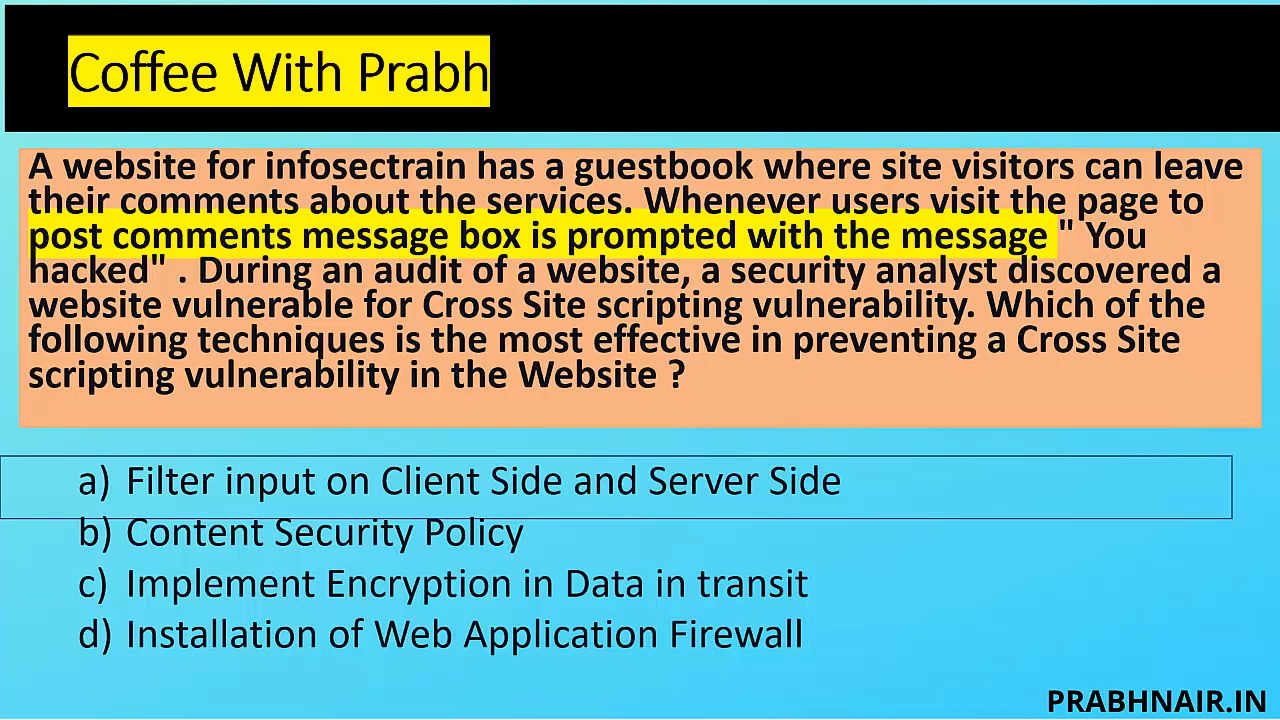 Coffee With Prabh
A website for infosectrain has a guestbook where site visitors can leave
their comments about the services. Whenever users visit the page to
post comments message box is prompted with the message " You
hacked" . During an audit of a website, a security analyst discovered a
website vulnerable for Cross Site scripting vulnerability. Which of the
following techniques is the most effective in preventing a Cross Site
scripting vulnerability in the Website ?
a) Filter input on Client Side and Server Side
b) Content Security Policy
c) Implement Encryption in Data in transit
d) Installation of Web Application Firewall
PRABHNAIR.IN